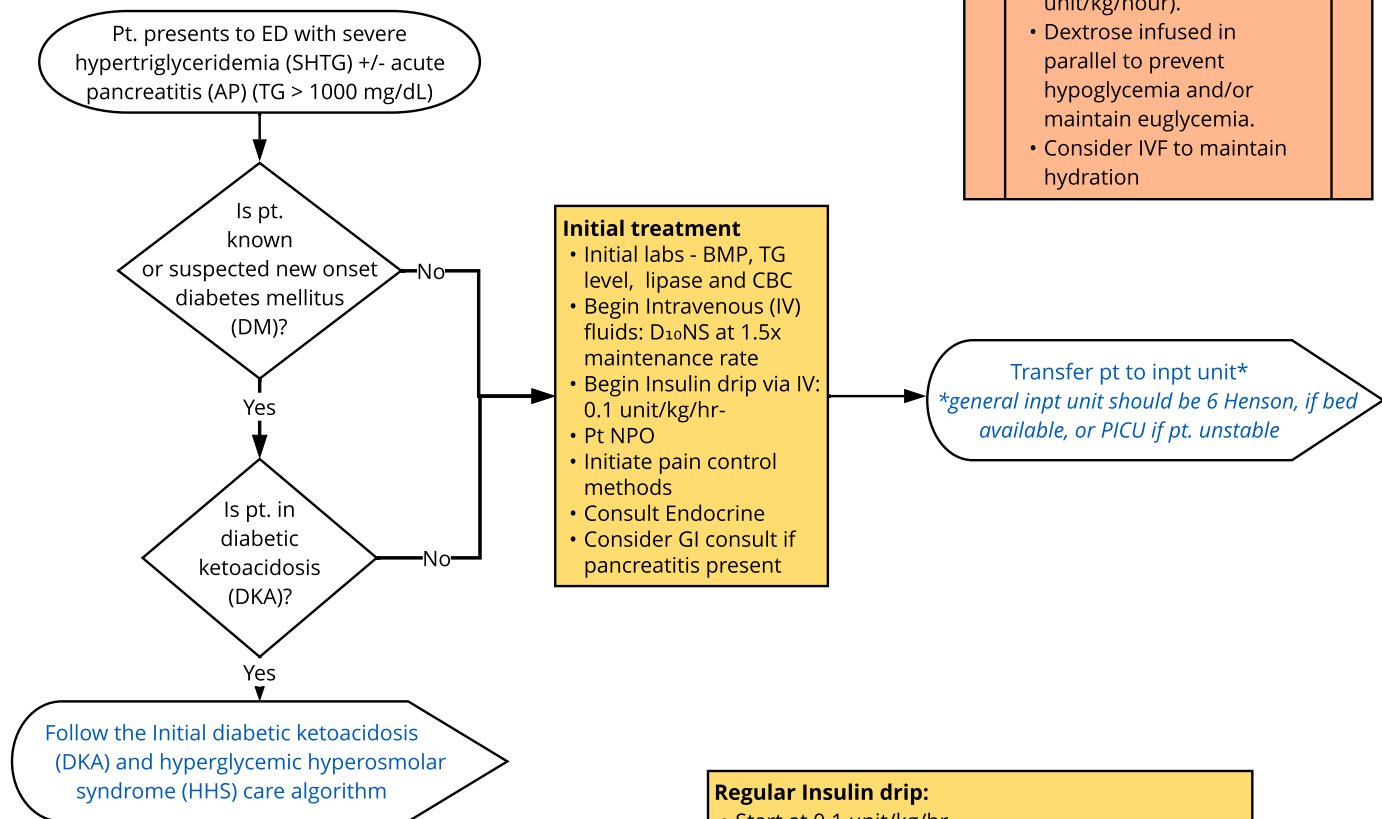 Pt. presents to ED with severe
hypertriglyceridemia (SHTG) +/- acute
pancreatitis (AP) (TG > 1000 mg/dL)
Is pt.
known
or suspected new onset
diabetes mellitus
(DM)?
No
Yes
Is pt. in
diabetic
ketoacidosis
(DKA)?
No
Yes
Follow the Initial diabetic ketoacidosis
(DKA) and hyperglycemic hyperosmolar
syndrome (HHS) care algorithm
Initial treatment
• Initial labs - BMP, TG
level,  lipase and CBC
• Begin Intravenous (IV)
fluids: D₁₀NS at 1.5x
maintenance rate
• Begin Insulin drip via IV:
0.1 unit/kg/hr-
• Pt NPO
• Initiate pain control
methods
• Consult Endocrine
• Consider GI consult if
pancreatitis present
unit/kg/hour).
• Dextrose infused in
parallel to prevent
hypoglycemia and/or
maintain euglycemia.
• Consider IVF to maintain
hydration
Transfer pt to inpt unit*
*general inpt unit should be 6 Henson, if bed
available, or PICU if pt. unstable
Regular Insulin drip:
• Start at 0.1 unit/kg/hr